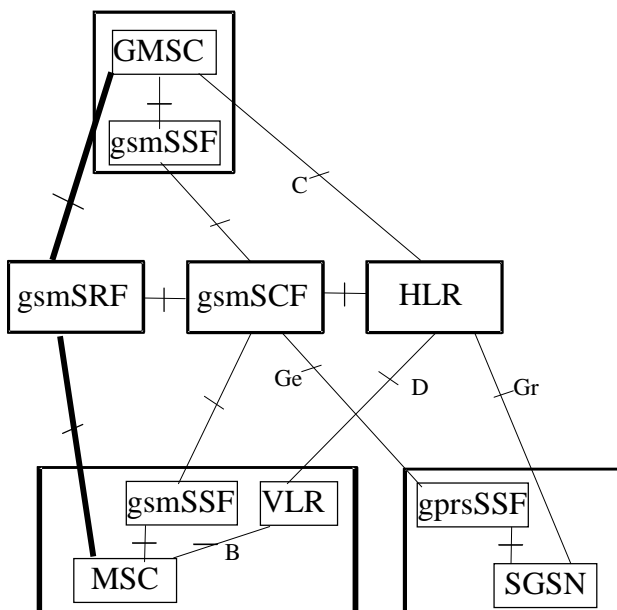 GMSC
gsmSSF
C
gsmSRF
gsmSCF
HLR
Ge
D
Gr
gsmSSF
VLR
gprsSSF
B
MSC
SGSN